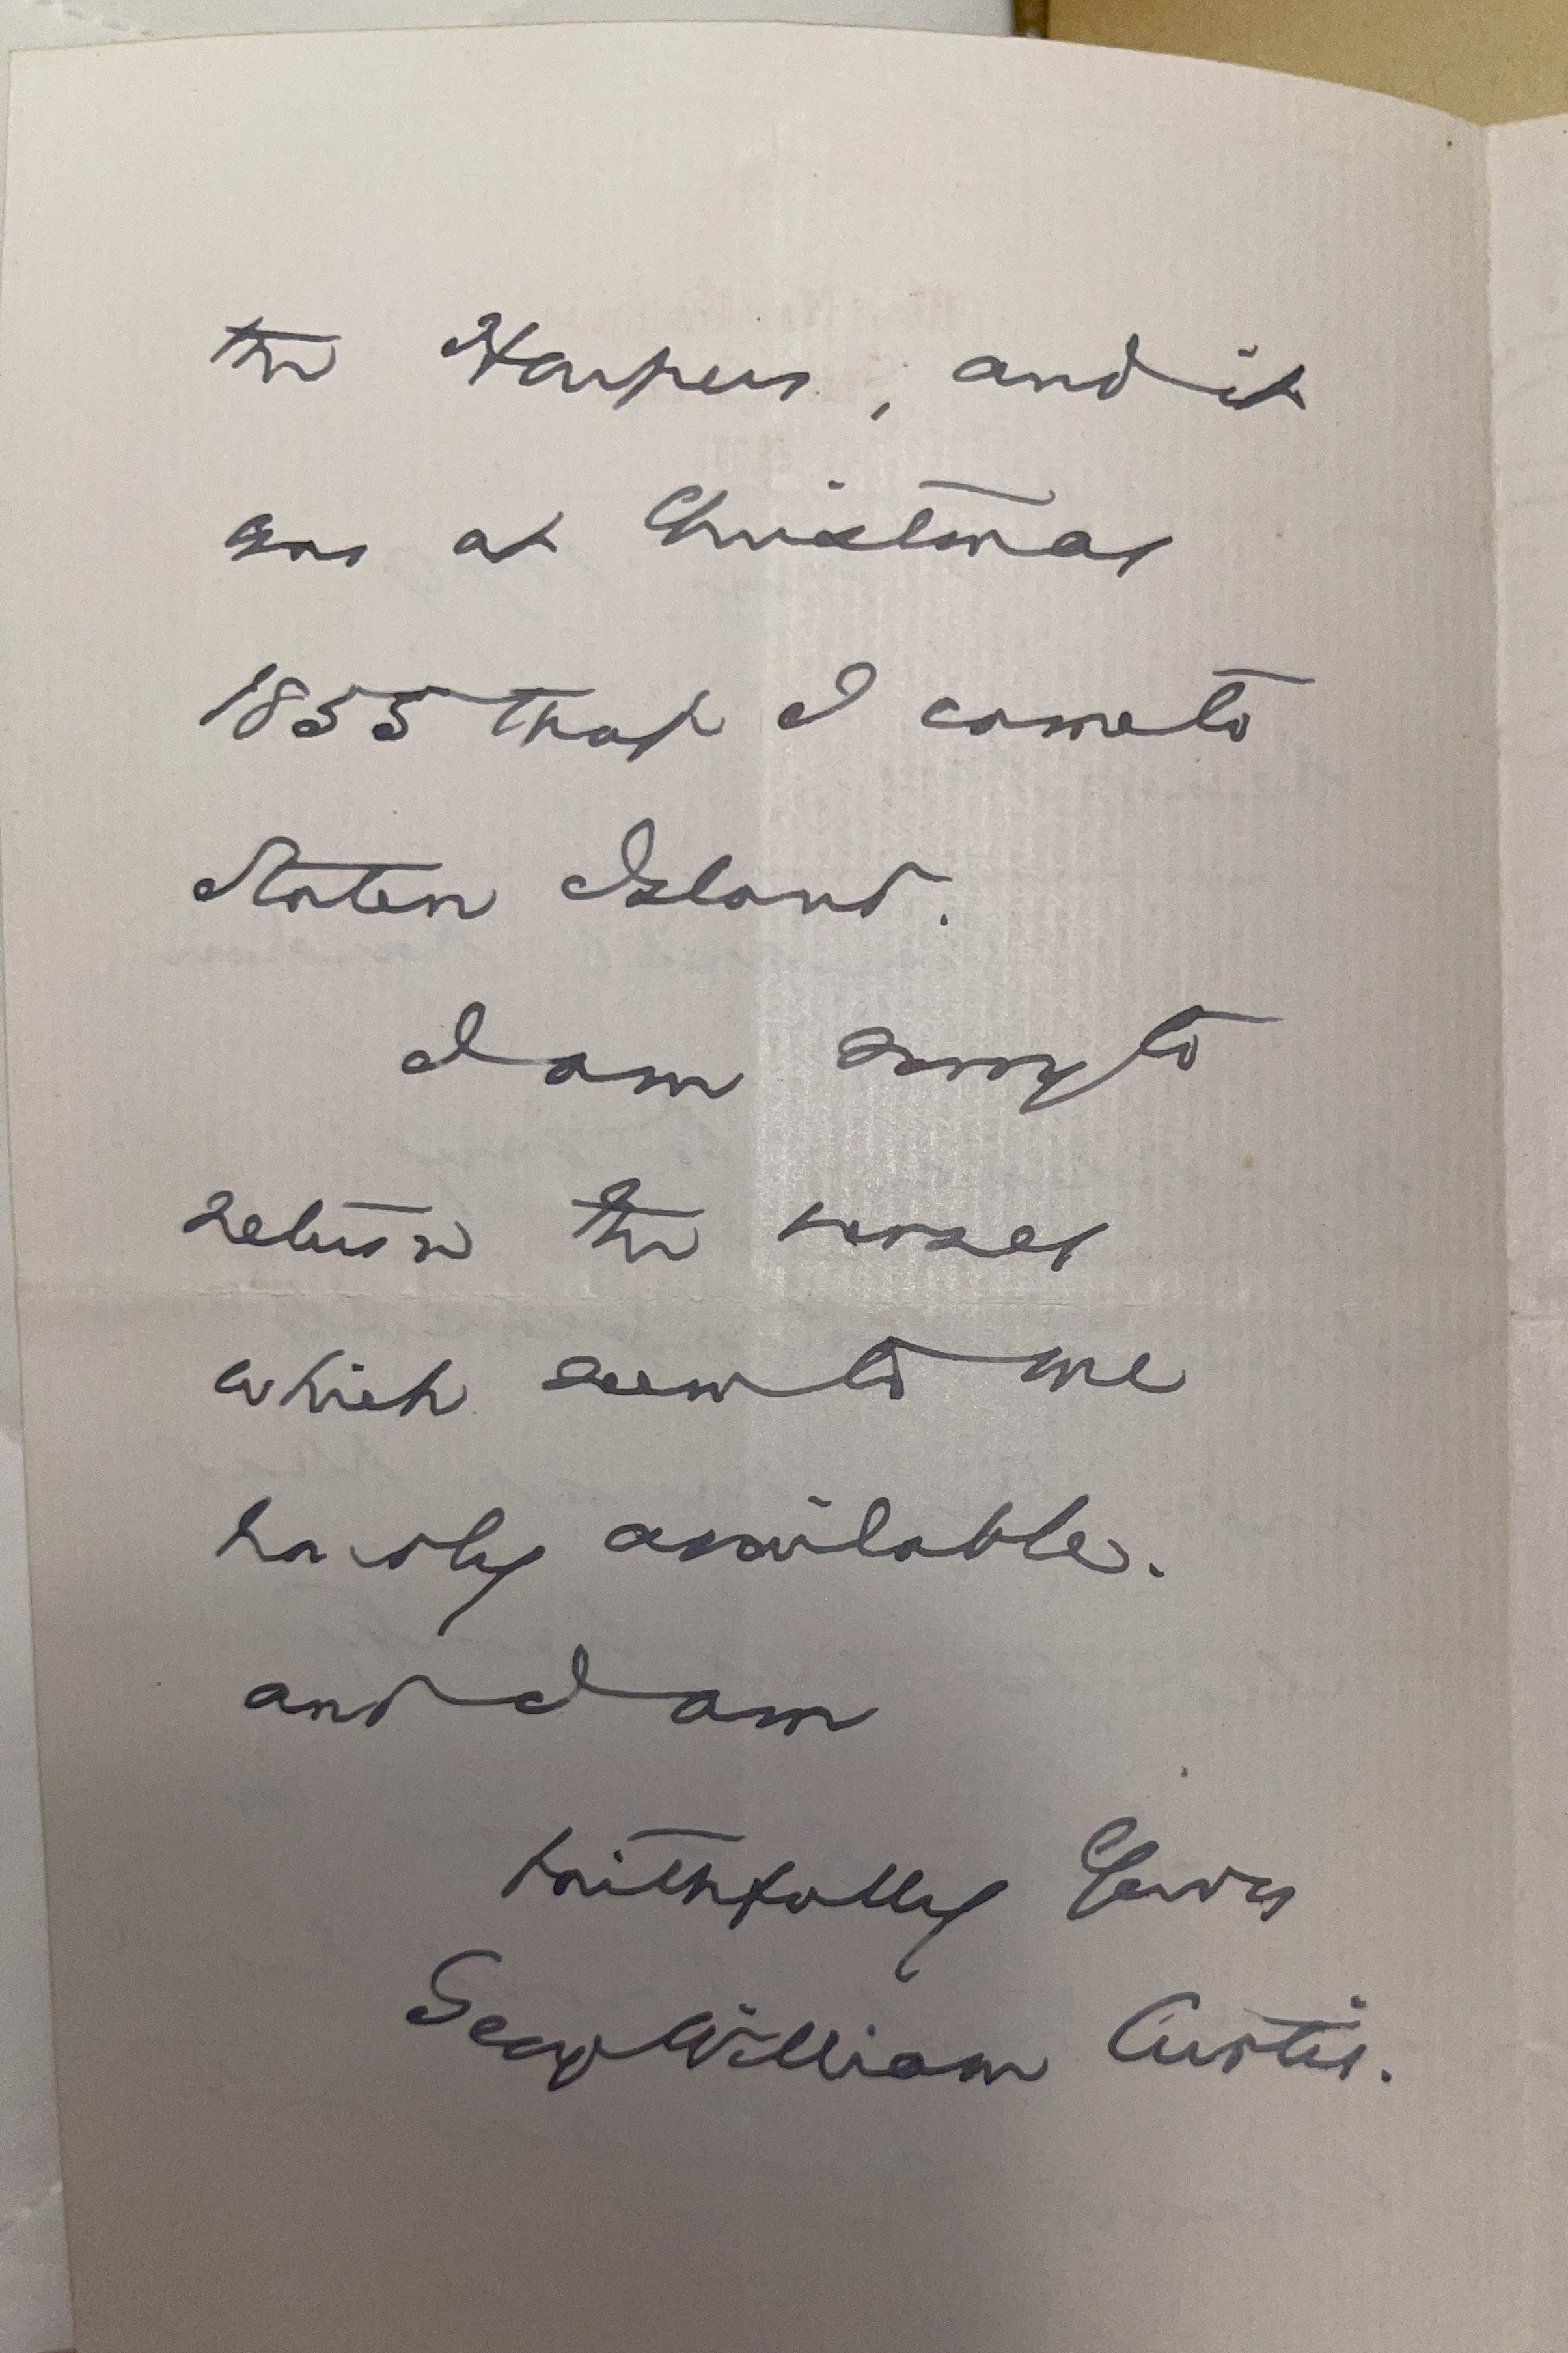 the Harpers, and it
was at Christmas
1855 that I came to
Staten Island.
I am sorry to
return the verses
which seem to me
hardly available.
and I am
faithfully Yours
George William Curtis.